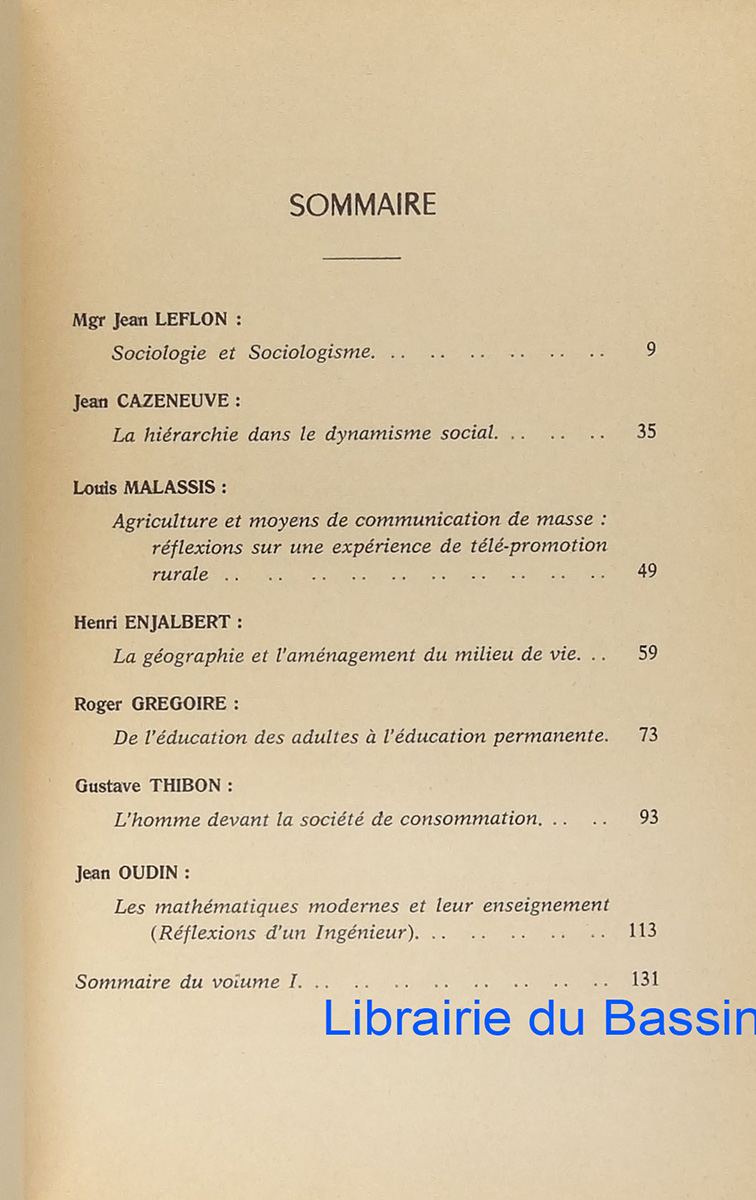 SOMMAIRE
Mgr Jean LEFLON :
Sociologie et Sociologisme. .. .. .. .. .. .. 9
Jean CAZENEUVE :
La hiérarchie dans le dynamisme social. .. .. .. 35
Louis MALASSIS :
Agriculture et moyens de communication de masse :
réflexions sur une expérience de télé-promotion
rurale .. .. .. .. .. .. .. .. .. .. 49
Henri ENJALBERT :
La géographie et l'aménagement du milieu de vie. .. 59
Roger GREGOIRE :
De l'éducation des adultes à l'éducation permanente. 73
Gustave THIBON :
L'homme devant la société de consommation. .. .. 93
Jean OUDIN :
Les mathématiques modernes et leur enseignement
(Réflexions d'un Ingénieur). .. .. .. .. .. 113
Sommaire du volume I. .. .. .. .. .. .. .. .. 131
Librairie du Bassin